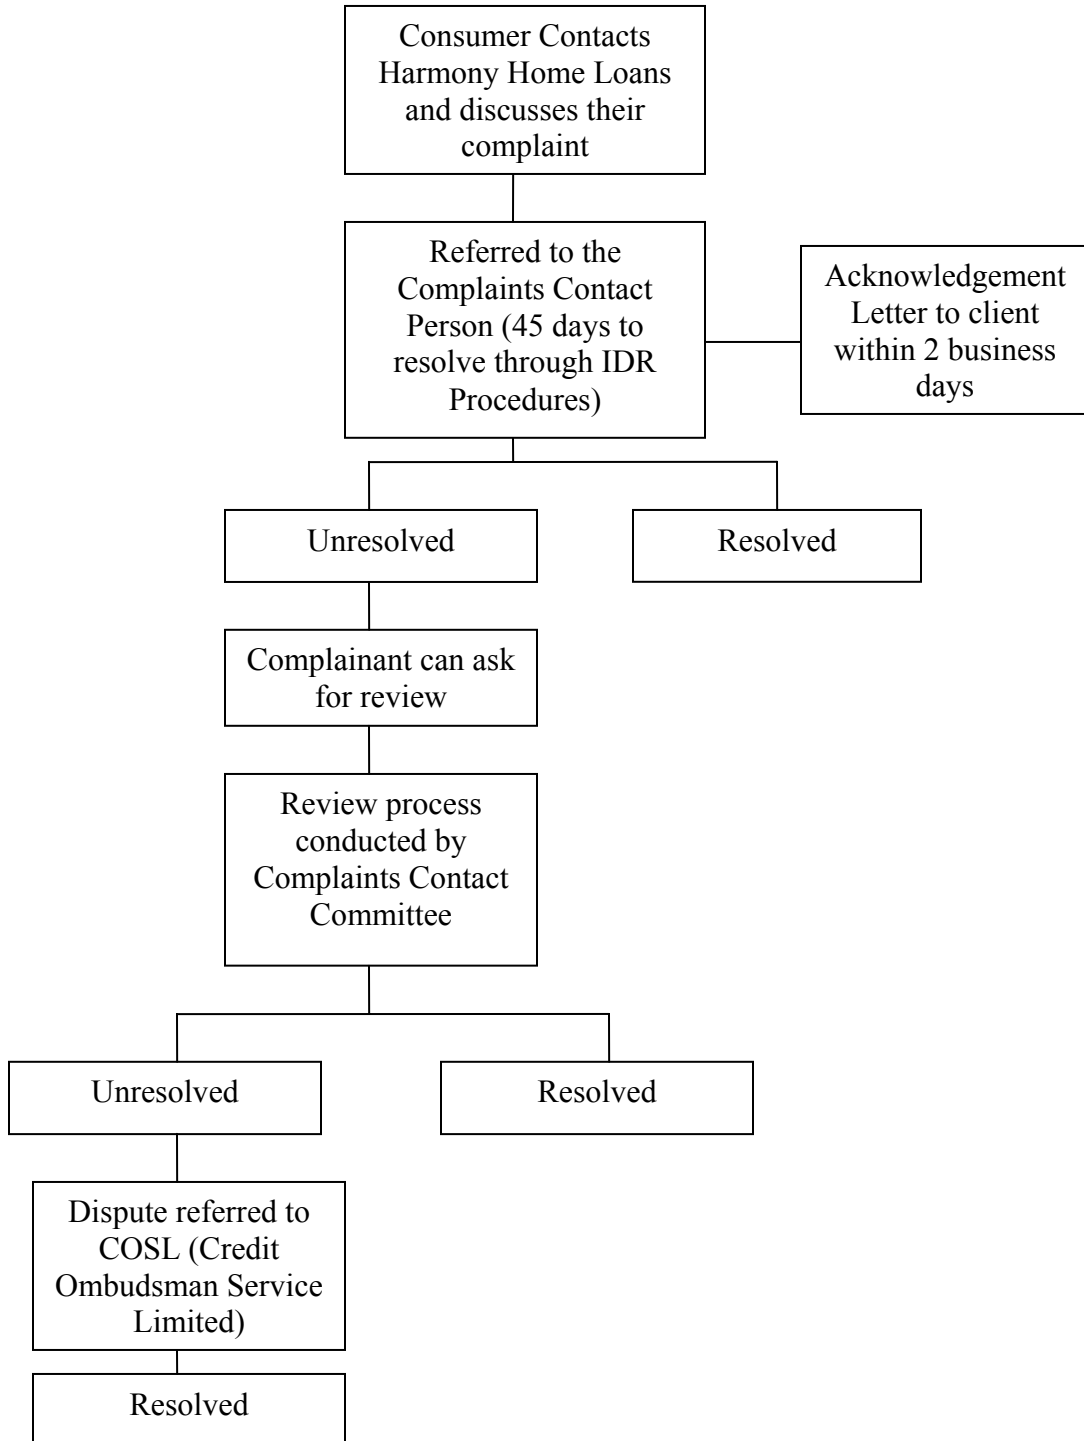 Consumer Contacts
Harmony Home Loans
and discusses their
complaint
Referred to the
Complaints Contact
Person (45 days to
resolve through IDR
Procedures)
Acknowledgement
Letter to client
within 2 business
days
Unresolved
Resolved
Complainant can ask
for review
Review process
conducted by
Complaints Contact
Committee
Unresolved
Resolved
Dispute referred to
COSL (Credit
Ombudsman Service
Limited)
Resolved